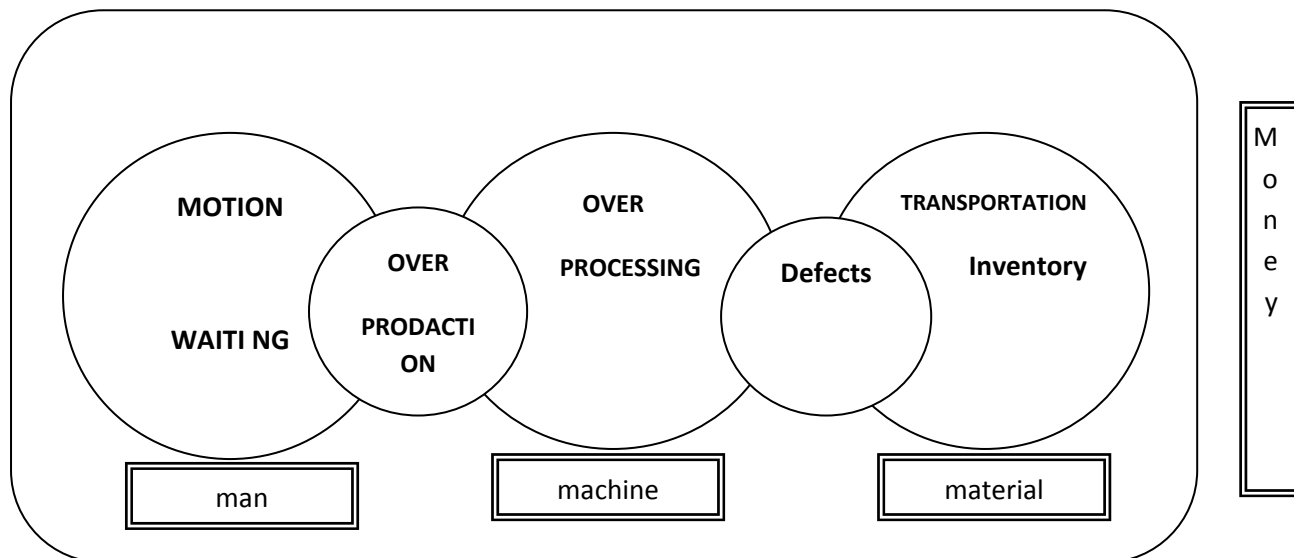 MOTION
WAITI NG
OVER
PRODACTI
ON
OVER
PROCESSING
Defects
TRANSPORTATION
Inventory
man
machine
material
M
o
n
e
y